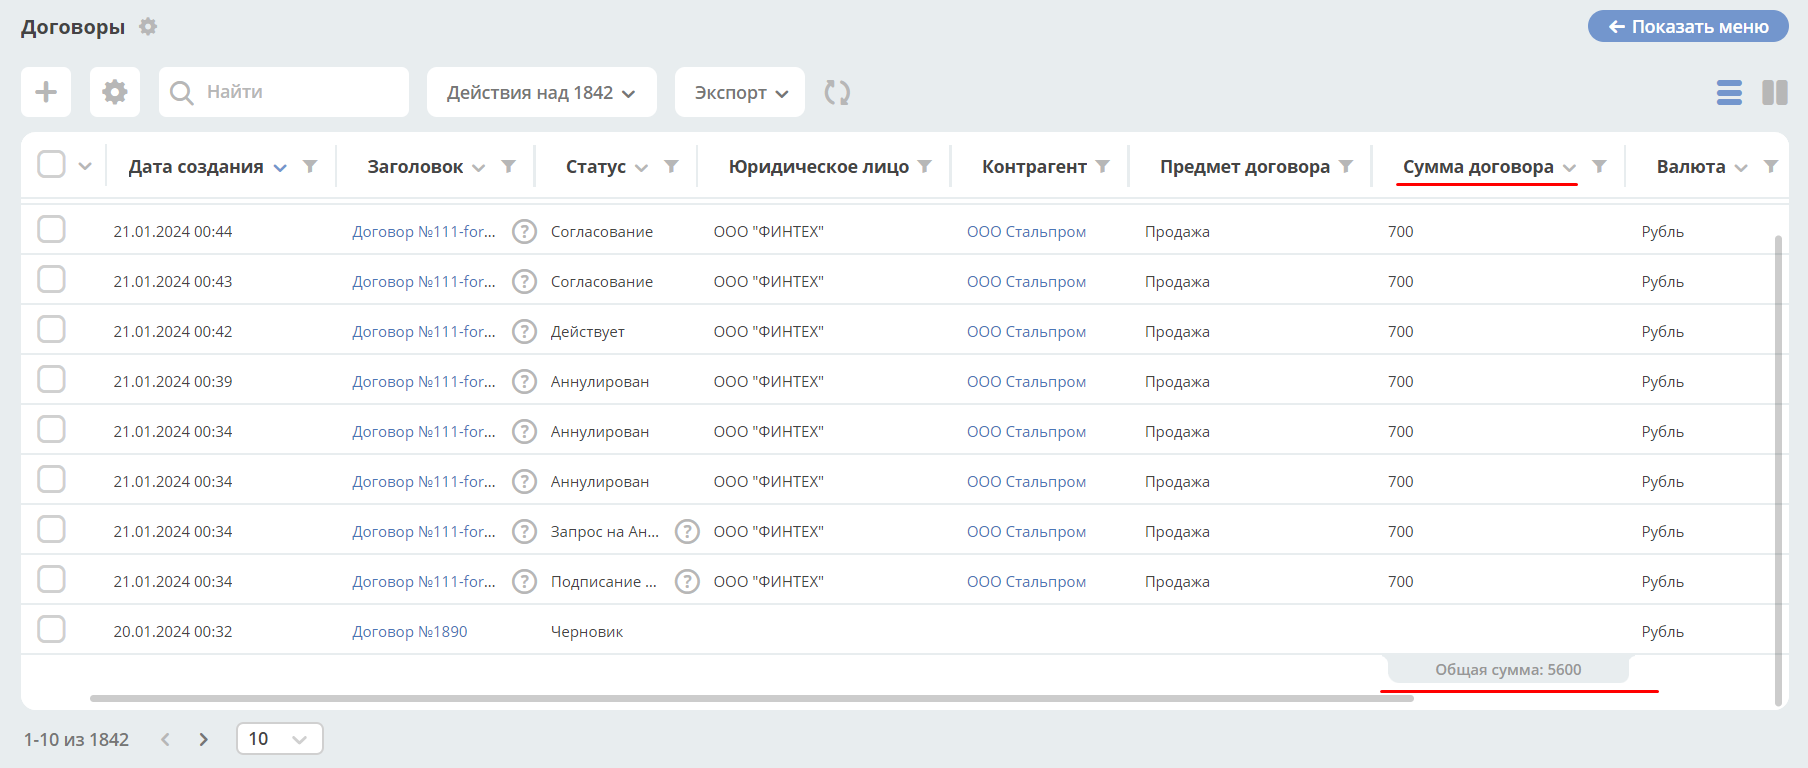 Договоры
← Показать меню
Найти
Действия над 1842
Экспорт
Дата создания Заголовок Статус Юридическое лицо Контрагент Предмет договора Сумма договора Валюта
21.01.2024 00:44 Договор №111-for... ? Согласование ООО "ФИНТЕХ" ООО Стальпром Продажа 700 Рубль
21.01.2024 00:43 Договор №111-for... ? Согласование ООО "ФИНТЕХ" ООО Стальпром Продажа 700 Рубль
21.01.2024 00:42 Договор №111-for... ? Действует ООО "ФИНТЕХ" ООО Стальпром Продажа 700 Рубль
21.01.2024 00:39 Договор №111-for... ? Аннулирован ООО "ФИНТЕХ" ООО Стальпром Продажа 700 Рубль
21.01.2024 00:34 Договор №111-for... ? Аннулирован ООО "ФИНТЕХ" ООО Стальпром Продажа 700 Рубль
21.01.2024 00:34 Договор №111-for... ? Аннулирован ООО "ФИНТЕХ" ООО Стальпром Продажа 700 Рубль
21.01.2024 00:34 Договор №111-for... ? Запрос на Ан... ? ООО "ФИНТЕХ" ООО Стальпром Продажа 700 Рубль
21.01.2024 00:34 Договор №111-for... ? Подписание ... ? ООО "ФИНТЕХ" ООО Стальпром Продажа 700 Рубль
20.01.2024 00:32 Договор №1890 Черновик Рубль
Общая сумма: 5600
1-10 из 1842
10